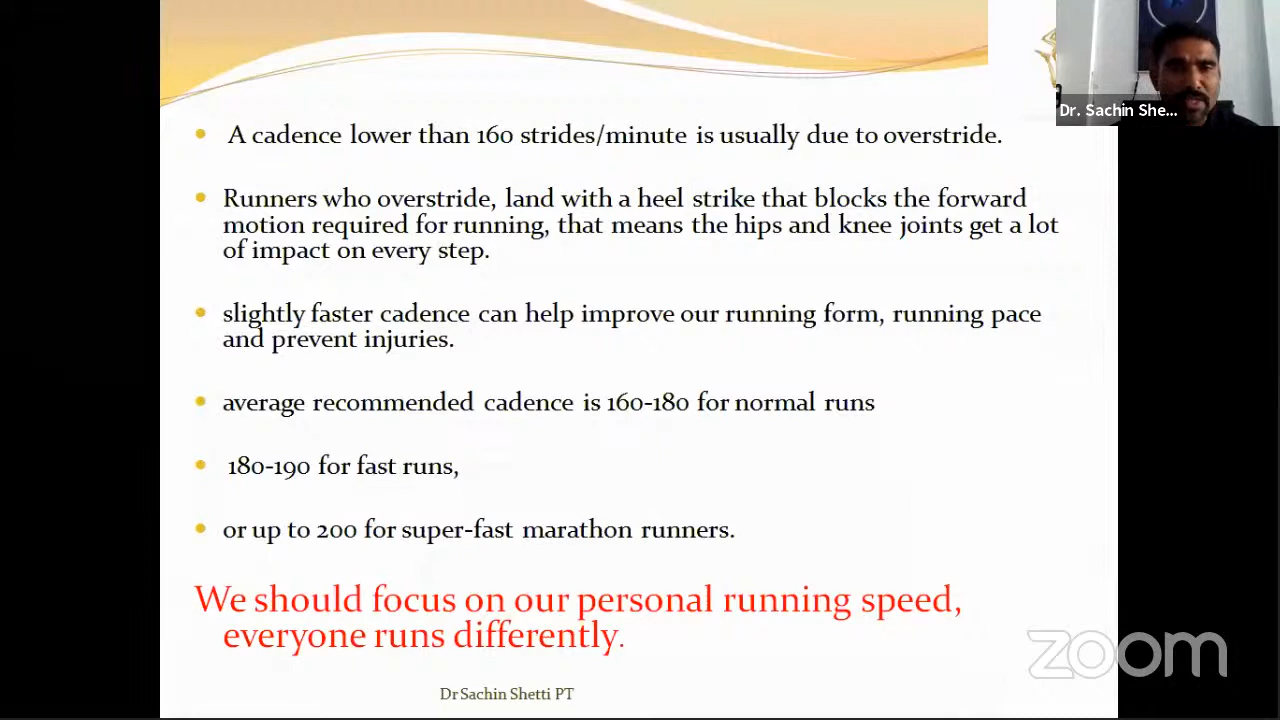 Dr. Sachin She...
A cadence lower than 160 strides/minute is usually due to overstride.
Runners who overstride, land with a heel strike that blocks the forward
motion required for running, that means the hips and knee joints get a lot
of impact on every step.
slightly faster cadence can help improve our running form, running pace
and prevent injuries.
average recommended cadence is 160-180 for normal runs
180-190 for fast runs,
or up to 200 for super-fast marathon runners.
We should focus on our personal running speed,
everyone runs differently.
zoom
Dr Sachin Shetti PT